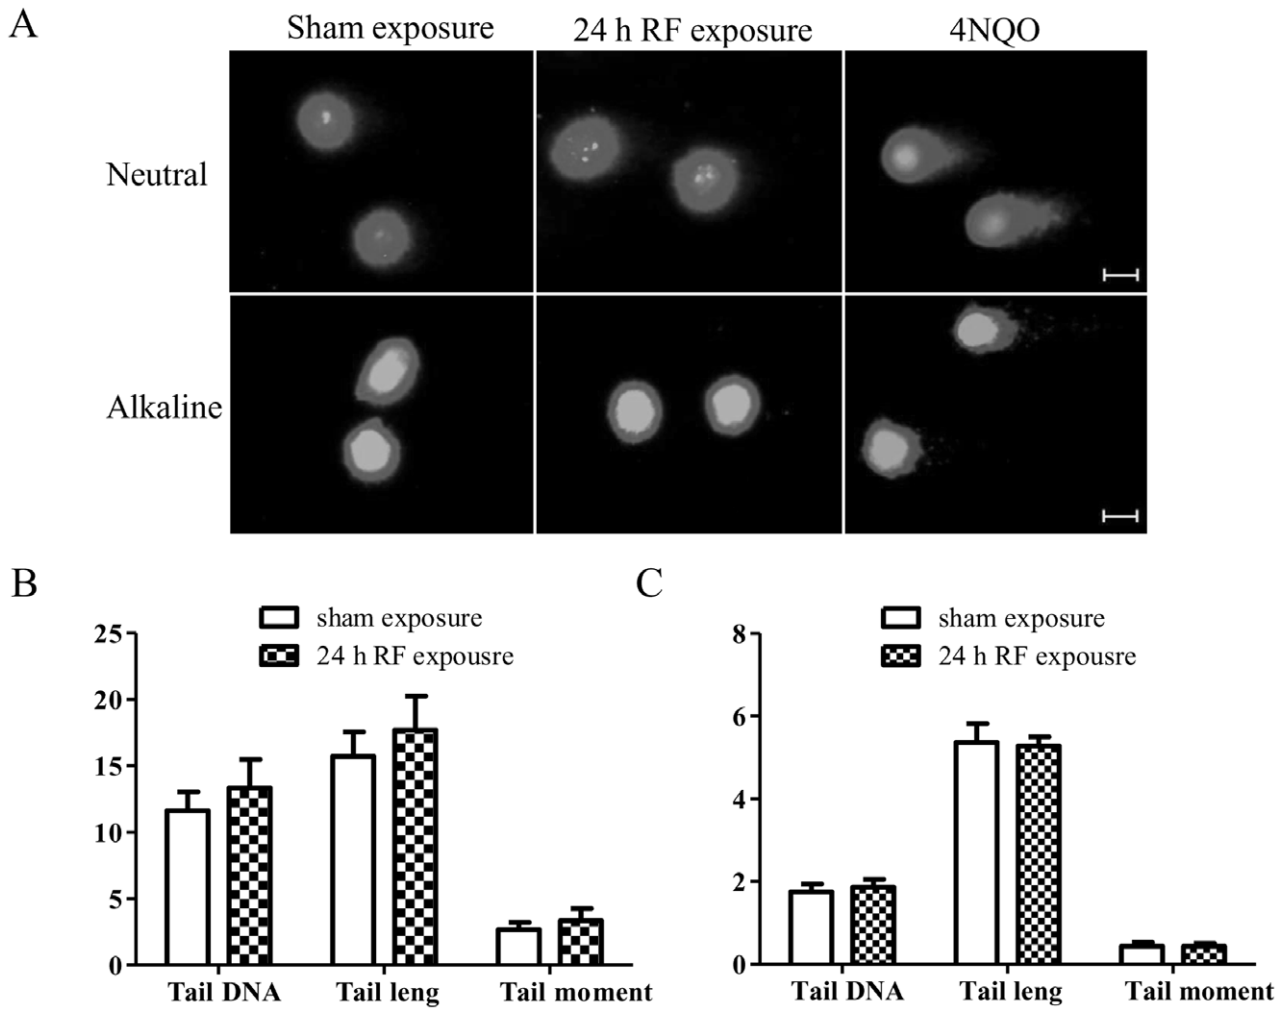 A
Sham exposure
24 h RF exposure
4NQO
Neutral
Alkaline
B
sham exposure
24 h RF expousre
25
20
15
10
5
0
Tail DNA
Tail leng
Tail moment
C
sham exposure
24 h RF expousre
8
6
4
2
0
Tail DNA
Tail leng
Tail moment